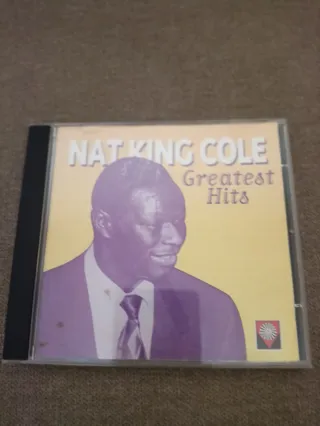 NAT KING COLE
Greatest
Hits